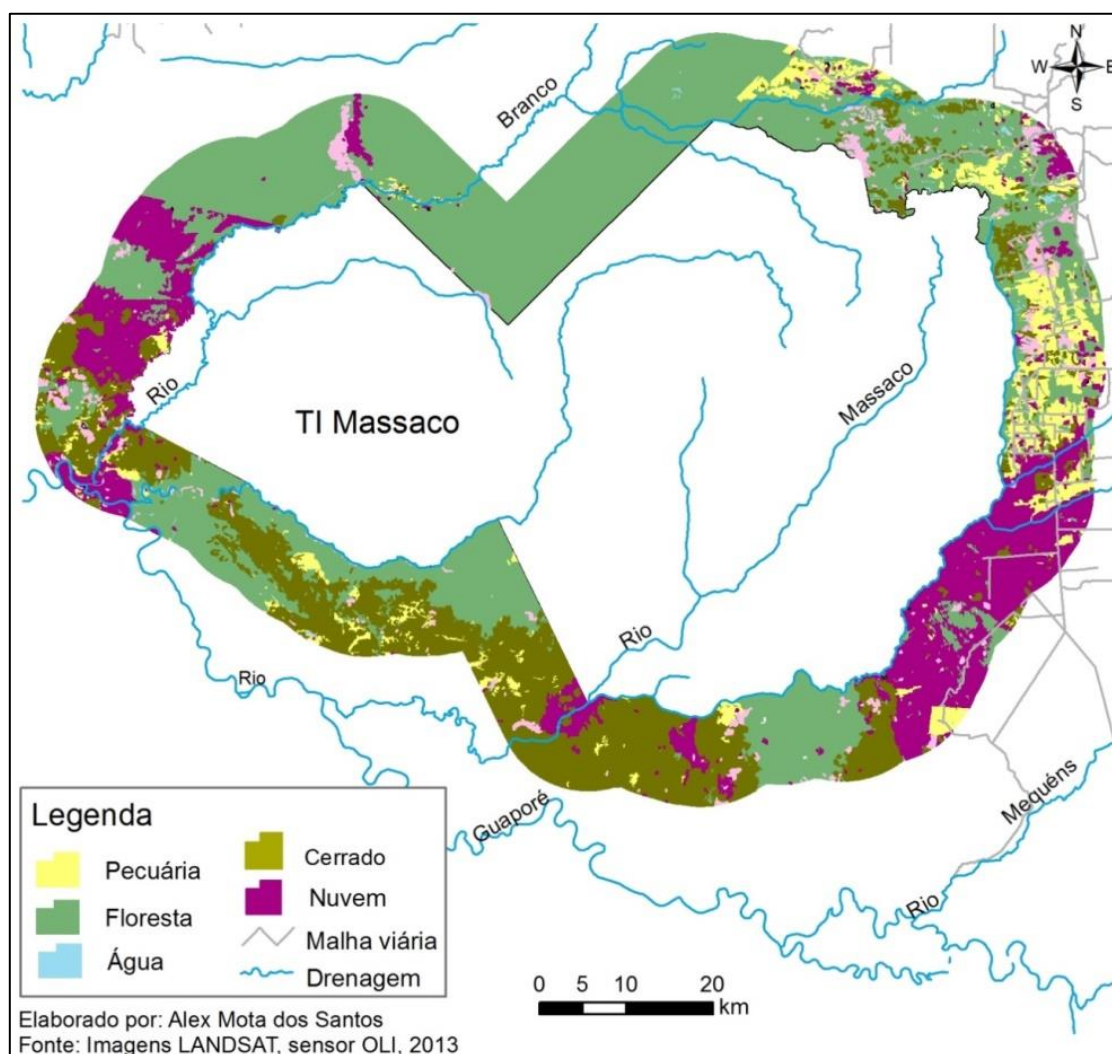 N
W E
S
Branco
Rio
Massaco
TI Massaco
Rio
Rio
Guaporé
Mequéns
Rio
Legenda
Pecuária
Floresta
Água
Cerrado
Nuvem
Malha viária
Drenagem
0 5 10 20
km
Elaborado por: Alex Mota dos Santos
Fonte: Imagens LANDSAT, sensor OLI, 2013